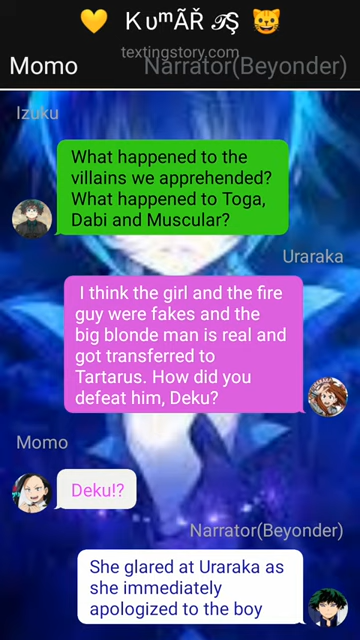 💛 Kυᵐ ÃŘ 𝒯Ş 😺
textingstory.com
Momo Narrator(Beyonder)
Izuku
What happened to the
villains we apprehended?
What happened to Toga,
Dabi and Muscular?
Uraraka
I think the girl and the fire
guy were fakes and the
big blonde man is real and
got transferred to
Tartarus. How did you
defeat him, Deku?
Momo
Deku!?
Narrator(Beyonder)
She glared at Uraraka as
she immediately
apologized to the boy